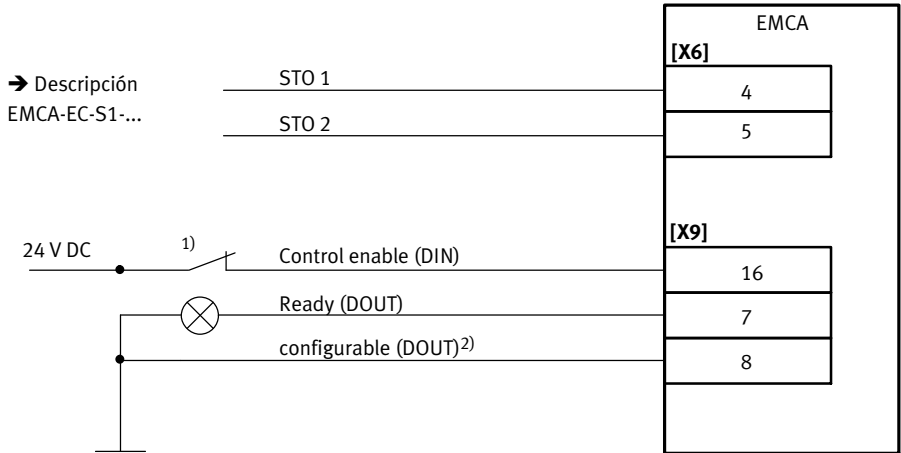 EMCA
[X6]
➔ Descripción
EMCA-EC-S1-...
STO 1
4
STO 2
5
[X9]
24 V DC
1)
Control enable (DIN)
16
Ready (DOUT)
7
configurable (DOUT)2)
8